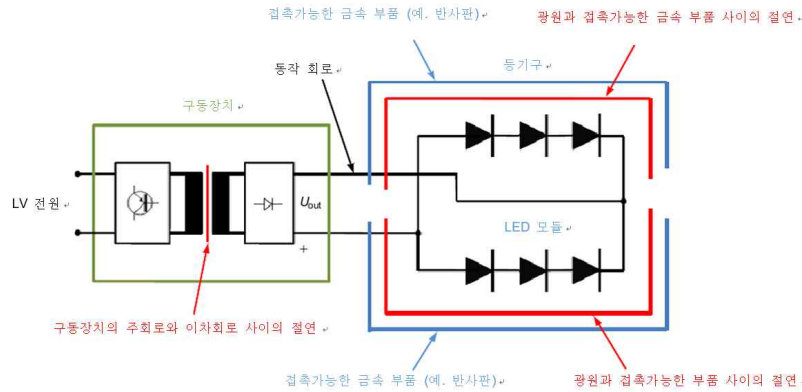 접촉가능한 금속 부품 (예. 반사판)
광원과 접촉가능한 금속 부품 사이의 절연
동작 회로
등기구
구동장치
LV 전원
Uout
+
LED 모듈
구동장치의 주회로와 이차회로 사이의 절연
접촉가능한 금속 부품 (예. 반사판)
광원과 접촉가능한 부품 사이의 절연